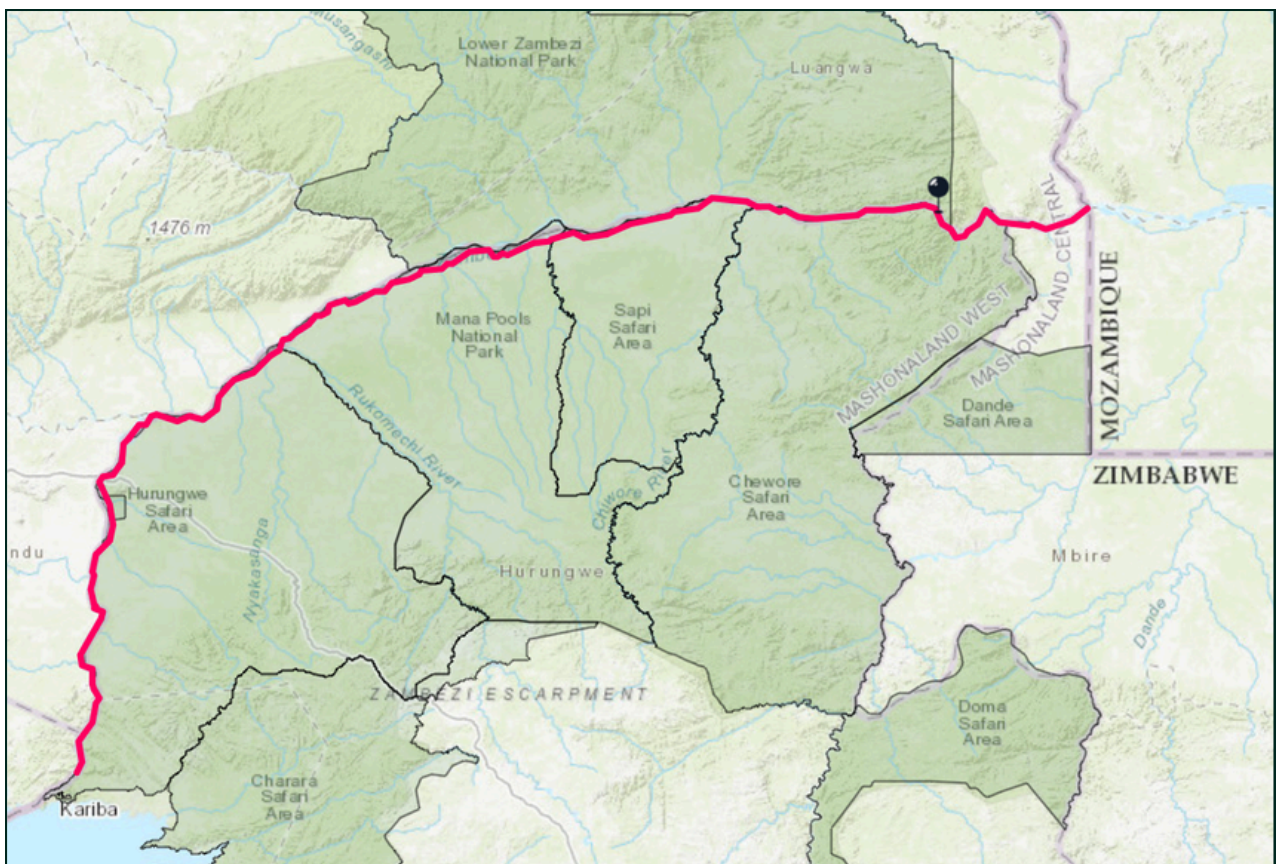 Musangashi
Lower Zambezi
National Park
Luangwa
1476 m
MASHONALAND CENTRAL
MOZAMBIQUE
Mana Pools
National
Park
Sapi
Safari
Area
MASHONALAND WEST
MASHONALAND CENTRAL
Dande
Safari Area
Rukomechi River
ZIMBABWE
Hurungwe
Safari
Area
Chiwore River
Chewore
Safari
Area
ndu
Nyakasanga
Hurungwe
Mbire
Dande
ZAMBEZI ESCARPMENT
Doma
Safari
Area
Charara
Safari
Area
Kariba